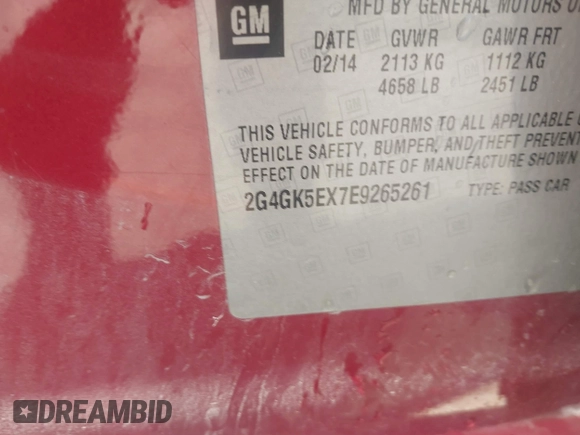 GM
MFD BY GENERAL MOTORS
DATE GVWR GAWR FRT
02/14 2113 KG 1112 KG
4658 LB 2451 LB
THIS VEHICLE CONFORMS TO ALL APPLICABLE
VEHICLE SAFETY, BUMPER, AND THEFT PREVENT
EFFECT ON THE DATE OF MANUFACTURE SHOWN
2G4GK5EX7E9265261 TYPE: PASS CAR
DREAMBID